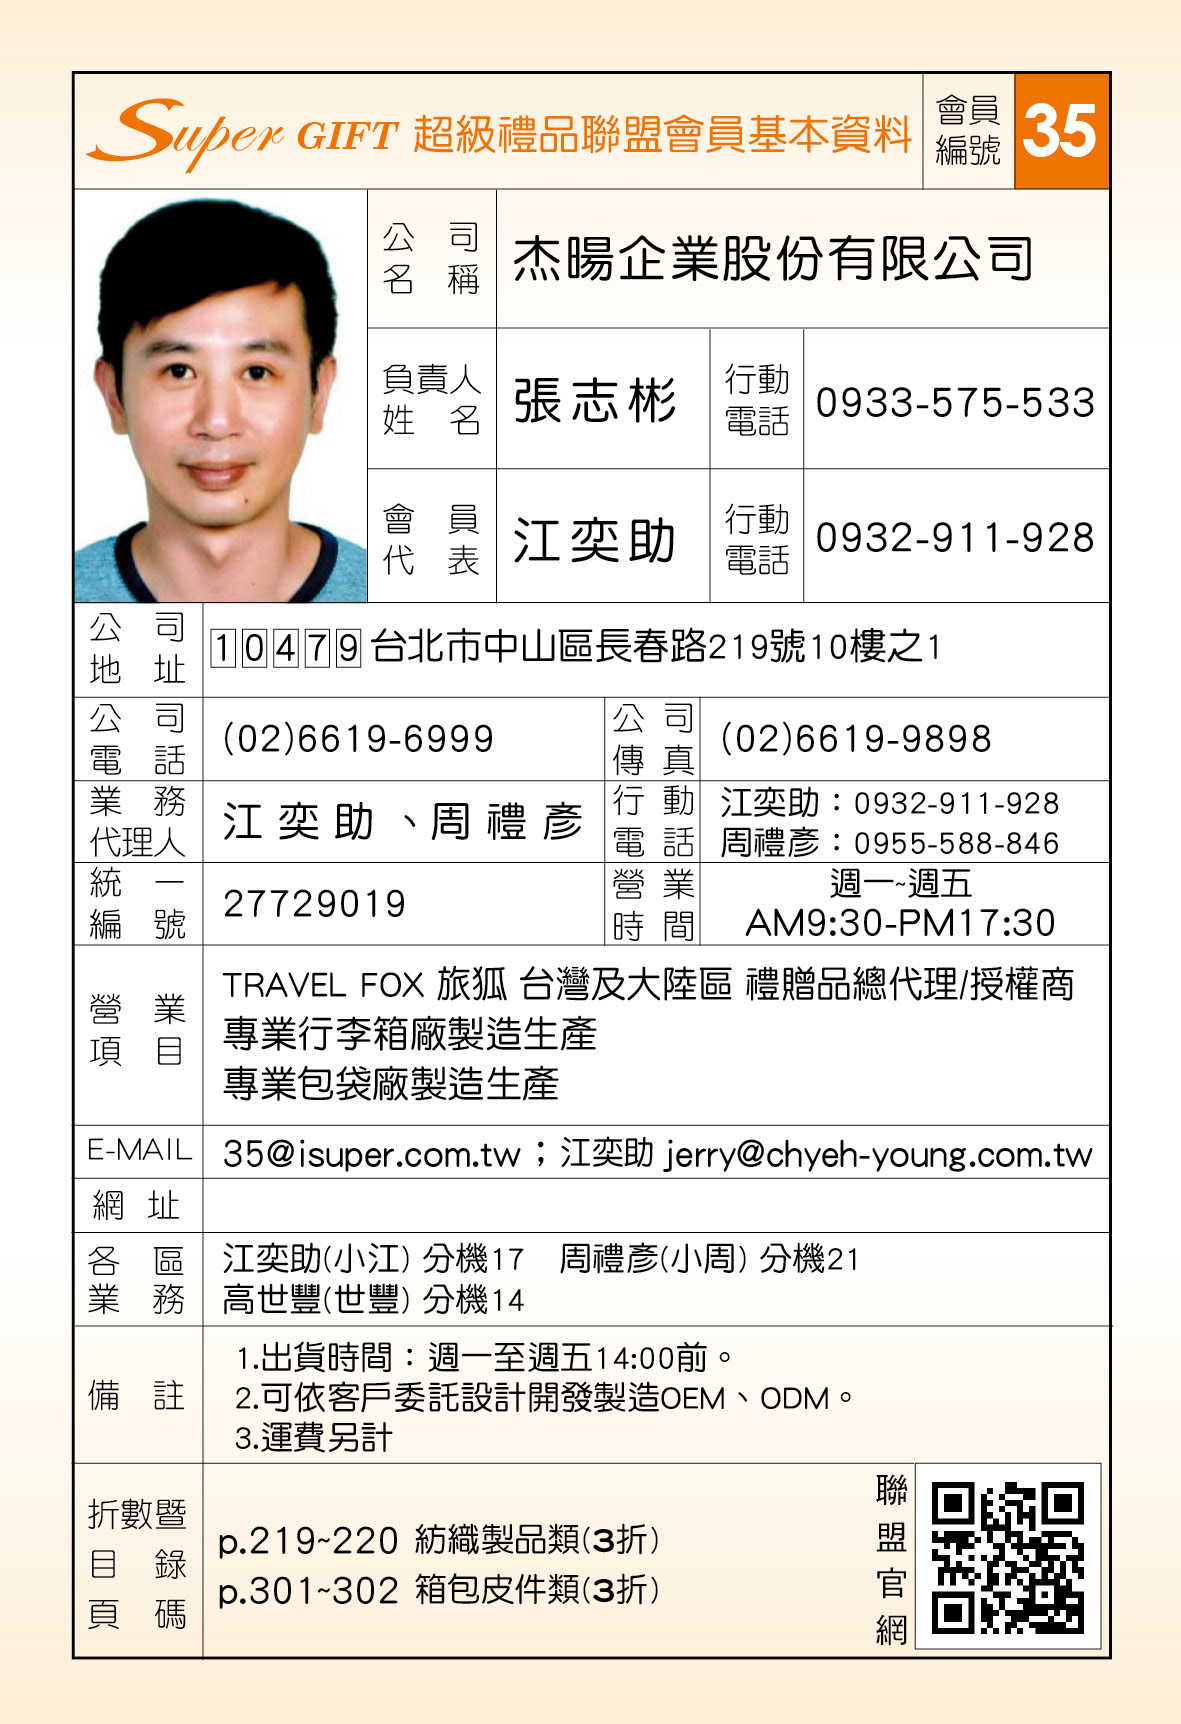 Super GIFT 超級禮品聯盟會員基本資料 會員編號 35
公司名稱 杰暘企業股份有限公司
負責人姓名 張志彬 行動電話 0933-575-533
會員代表 江奕助 行動電話 0932-911-928
公司地址 10479 台北市中山區長春路219號10樓之1
公司電話 (02)6619-6999 公司傳真 (02)6619-9898
業務代理人 江奕助、周禮彥 行動電話 江奕助：0932-911-928
周禮彥：0955-588-846
統一編號 27729019 營業時間 週一~週五
AM9:30-PM17:30
營業項目 TRAVEL FOX 旅狐 台灣及大陸區 禮贈品總代理/授權商
專業行李箱廠製造生產
專業包袋廠製造生產
E-MAIL 35@isuper.com.tw；江奕助 jerry@chyeh-young.com.tw
網址
各區業務 江奕助(小江) 分機17 周禮彥(小周) 分機21
高世豐(世豐) 分機14
備註 1.出貨時間：週一至週五14:00前。
2.可依客戶委託設計開發製造OEM、ODM。
3.運費另計
折數暨目錄頁碼 p.219~220 紡織製品類(3折)
p.301~302 箱包皮件類(3折)
聯盟官網